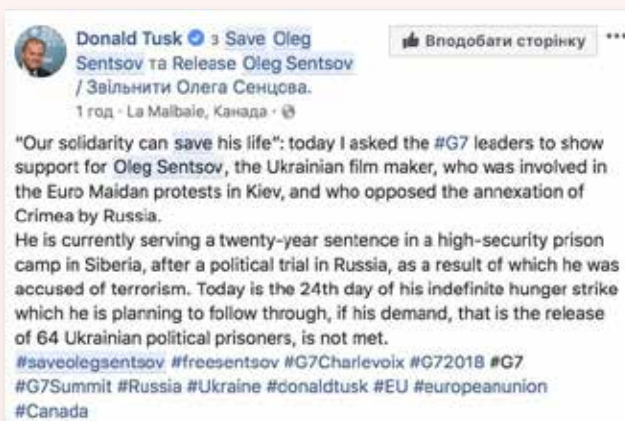 Donald Tusk з Save Oleg
Sentsov та Release Oleg Sentsov
/ Звільнити Олега Сенцова.
1 год · La Malbaie, Канада ·
Вподобати сторінку
"Our solidarity can save his life": today I asked the #G7 leaders to show
support for Oleg Sentsov, the Ukrainian film maker, who was involved in
the Euro Maidan protests in Kiev, and who opposed the annexation of
Crimea by Russia.
He is currently serving a twenty-year sentence in a high-security prison
camp in Siberia, after a political trial in Russia, as a result of which he was
accused of terrorism. Today is the 24th day of his indefinite hunger strike
which he is planning to follow through, if his demand, that is the release
of 64 Ukrainian political prisoners, is not met.
#saveolegsentsov #freesentsov #G7Charlevoix #G72018 #G7
#G7Summit #Russia #Ukraine #donaldtusk #EU #europeanunion
#Canada